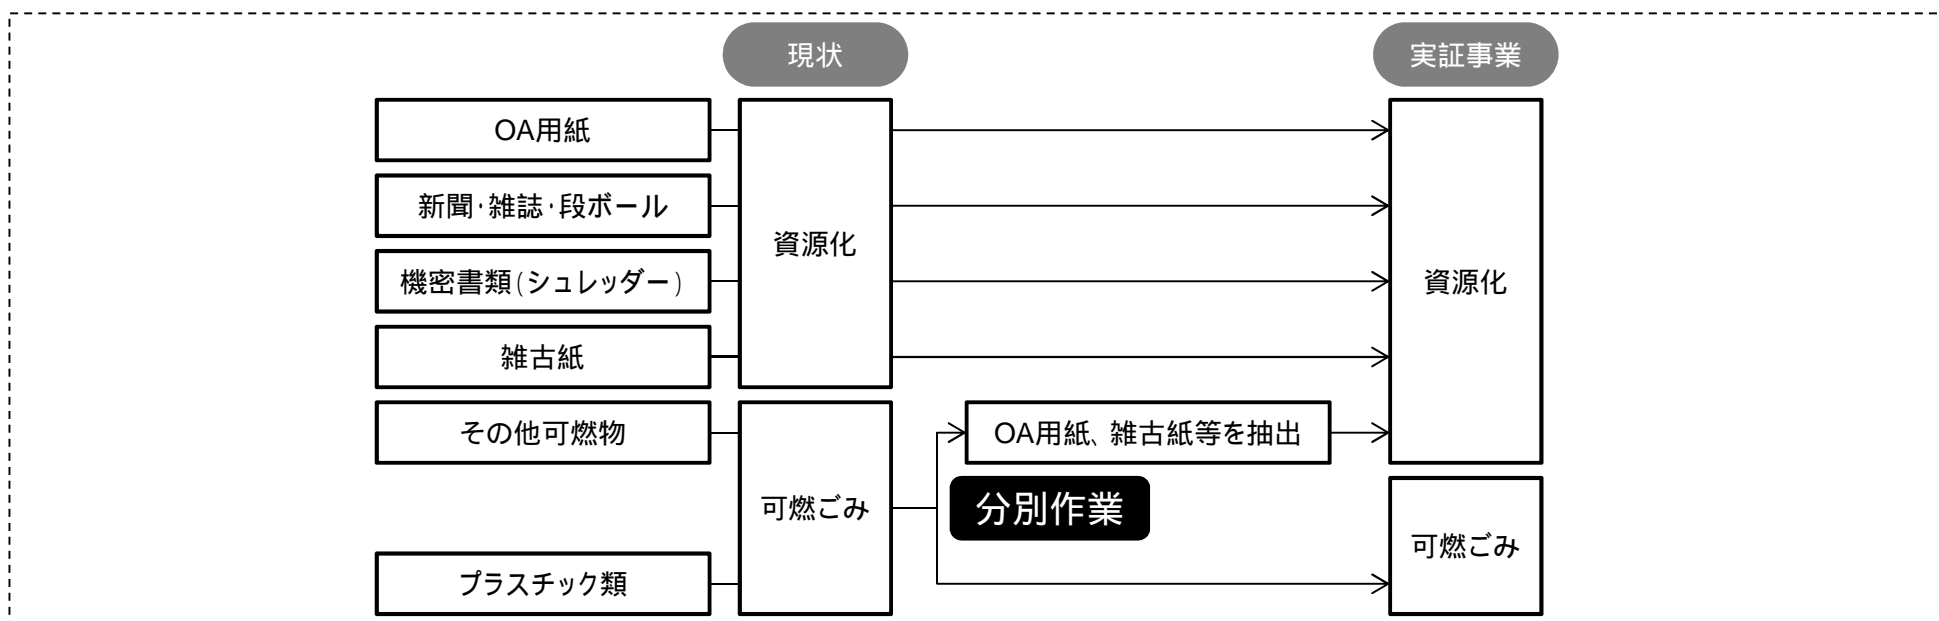 現状
実証事業
OA用紙
新聞・雑誌・段ボール
機密書類(シュレッダー)
資源化
資源化
雑古紙
その他可燃物
OA用紙、雑古紙等を抽出
可燃ごみ
分別作業
可燃ごみ
プラスチック類